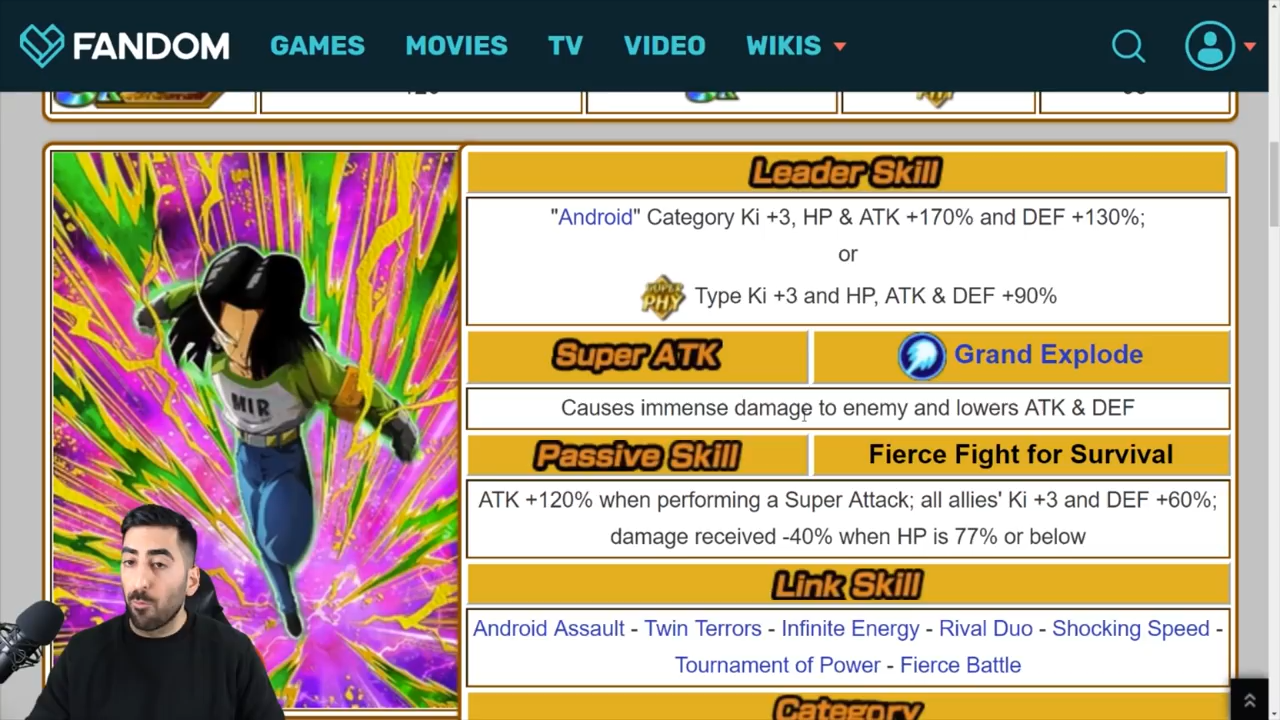 FANDOM GAMES MOVIES TV VIDEO WIKIS
Leader Skill
"Android" Category Ki +3, HP & ATK +170% and DEF +130%;
or
SUPER PHY Type Ki +3 and HP, ATK & DEF +90%
Super ATK Grand Explode
Causes immense damage to enemy and lowers ATK & DEF
Passive Skill Fierce Fight for Survival
ATK +120% when performing a Super Attack; all allies' Ki +3 and DEF +60%;
damage received -40% when HP is 77% or below
Link Skill
Android Assault - Twin Terrors - Infinite Energy - Rival Duo - Shocking Speed -
Tournament of Power - Fierce Battle
Category
MIR